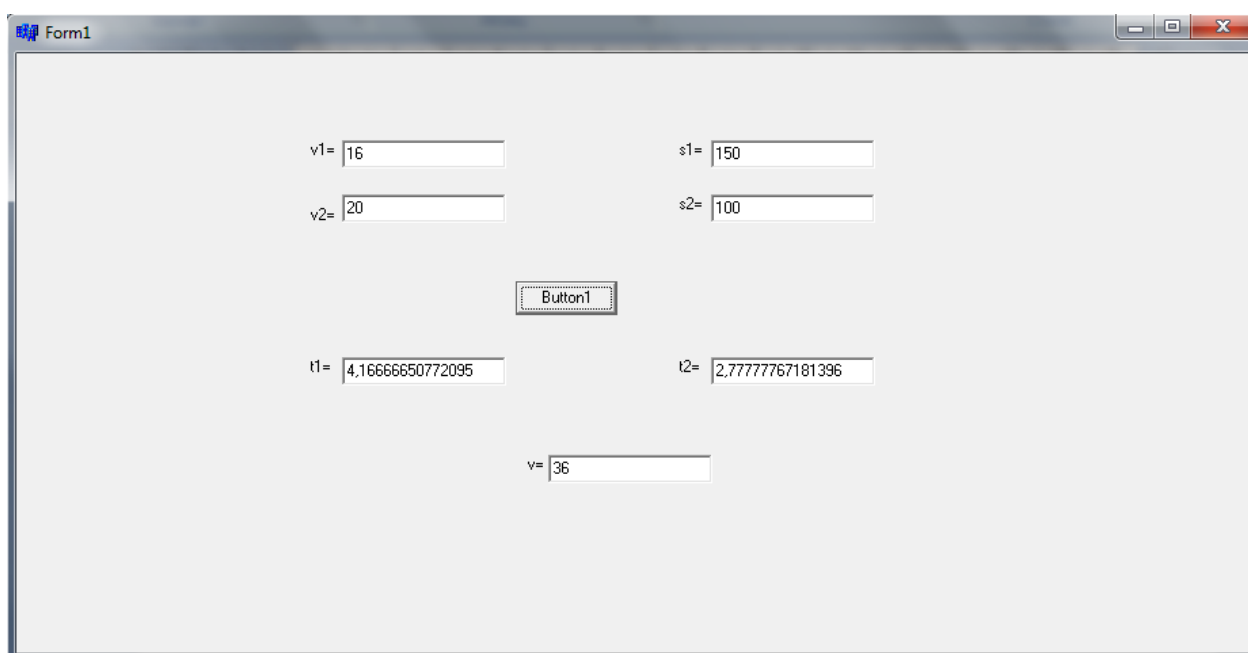 Form1
v1= 16 s1= 150
v2= 20 s2= 100
Button1
t1= 4,16666650772095 t2= 2,77777767181396
v= 36